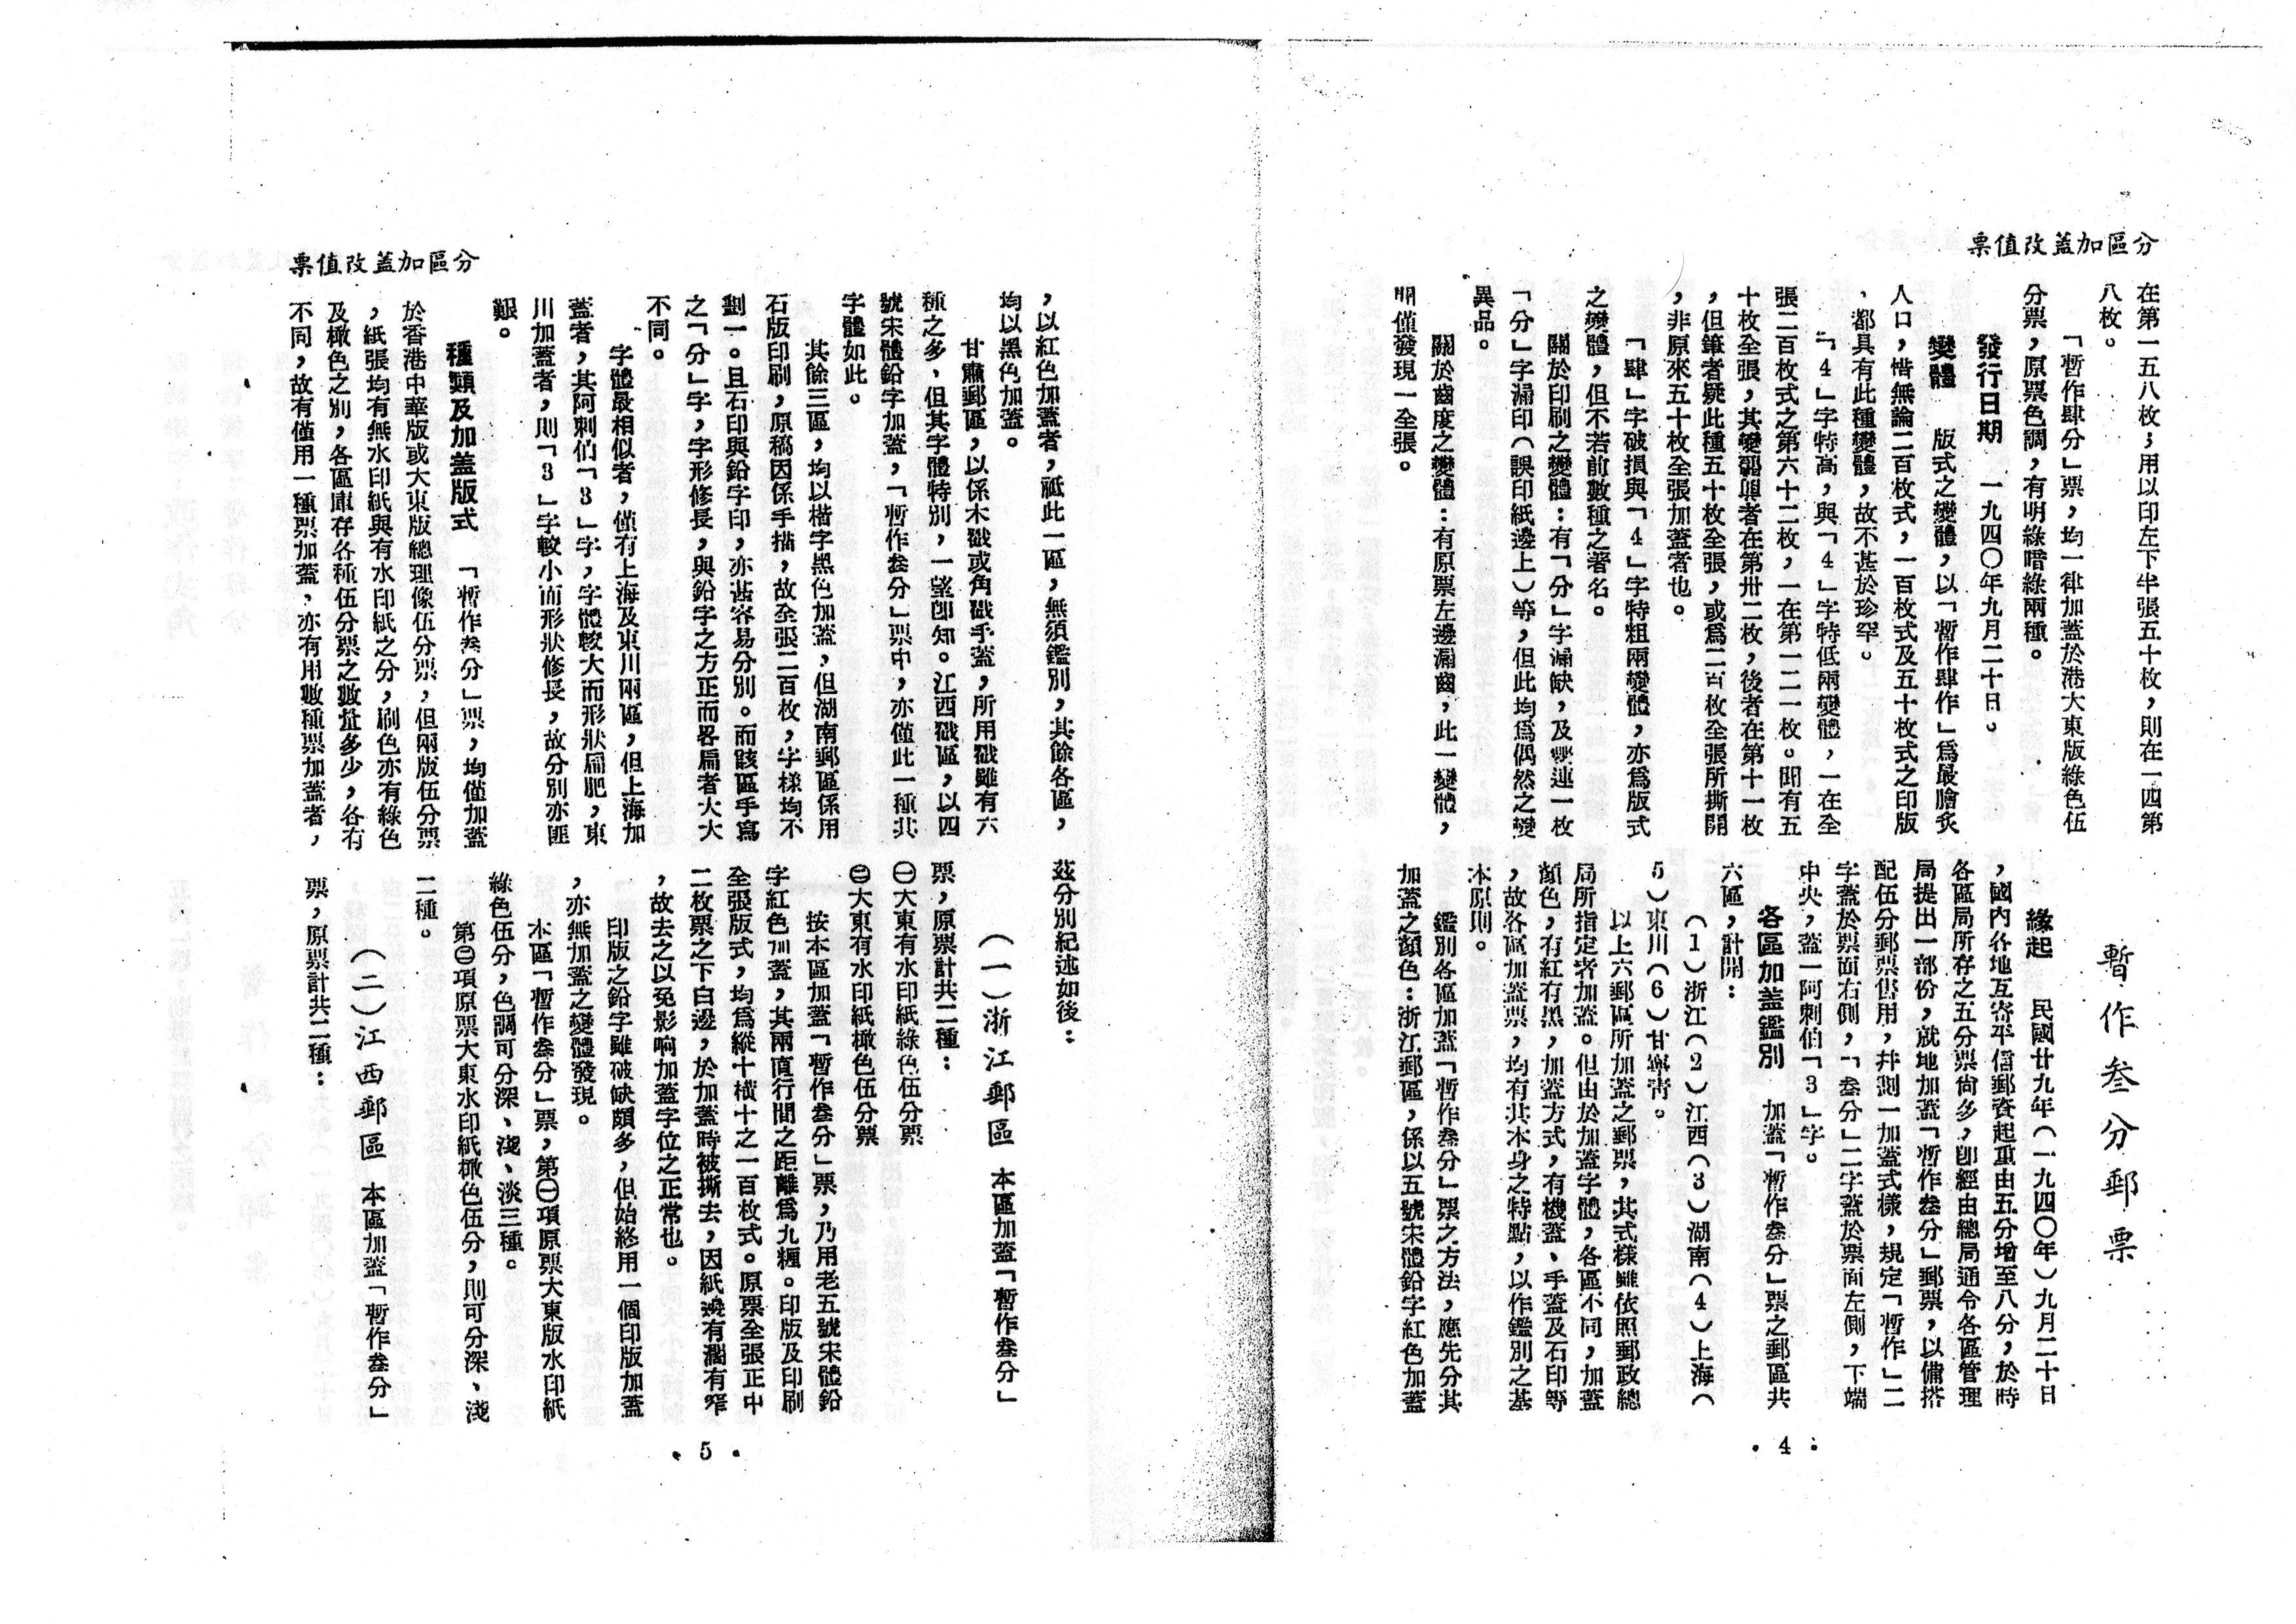 分區加蓋改值票
在第一五八枚；用以印左下半張五十枚，則在一四第
八枚。
「暫作肆分」票，均一律加蓋於港大東版綠色伍
分票，原票色調，有明綠暗綠兩種。
發行日期　一九四〇年九月二十日。
變體　版式之變體，以「暫作肆作」爲最膾炙
人口，惜無論二百枚式，一百枚式及五十枚式之印版
，都具有此種變體，故不甚於珍罕。
「4」字特高，與「4」字特低兩變體，一在全
張二百枚式之第六十二枚，一在第一二一枚。聞有五
十枚全張，其變體與者在第卅二枚，後者在第十一枚
，但筆者疑此種五十枚全張，或爲二百枚全張所撕開
，非原來五十枚全張加蓋者也。
「肆」字破損與「4」字特粗兩變體，亦爲版式
之變體，但不若前數種之著名。
關於印刷之變體：有「分」字漏缺，及雙連一枚
「分」字漏印（誤印紙邊上）等，但此均爲偶然之變
異品。
關於齒度之變體：有原票左邊漏齒，此一變體，
明僅發現一全張。
暫作叁分郵票
緣起　民國廿九年（一九四〇年）九月二十日
，國內各地互寄平信郵資起重由五分增至八分，於時
各區局所存之五分票尚多，卽經由總局通令各區管理
局提出一部份，就地加蓋「暫作叁分」郵票，以備搭
配伍分郵票售用，幷測一加蓋式樣，規定「暫作」二
字蓋於票面右側，「叁分」二字蓋於票面左側，下端
中央，蓋一阿刺伯「3」字。
各區加蓋鑑別　加蓋「暫作叁分」票之郵區共
六區，計開：
（1）浙江（2）江西（3）湖南（4）上海（
5）東川（6）甘寧青。
以上六郵區所加蓋之郵票，其式樣雖依照郵政總
局所指定者加蓋。但由於加蓋字體，各區不同，加蓋
顏色，有紅有黑，加蓋方式，有機蓋、手蓋及石印等
，故各區加蓋票，均有其本身之特點，以作鑑別之基
本原則。
鑑別各區加蓋「暫作叁分」票之方法，應先分其
加蓋之顏色：浙江郵區，係以五號宋體鉛字紅色加蓋
・4・
分區加蓋改值票
，以紅色加蓋者，祗此一區，無須鑑別，其餘各區，
均以黑色加蓋。
甘肅郵區，以係木戳或角戳手蓋，所用戳雖有六
種之多，但其字體特別，一望卽知。江西戳區，以四
號宋體鉛字加蓋，「暫作叁分」票中，亦僅此一種其
字體如此。
其餘三區，均以楷字黑色加蓋，但湖南郵區係用
石版印刷，原稿因係手描，故全張二百枚，字樣均不
劃一。且石印與鉛字印，亦甚容易分別。而該區手寫
之「分」字，字形修長，與鉛字之方正而畧扁者大大
不同。
字體最相似者，僅有上海及東川兩區，但上海加
蓋者，其阿刺伯「3」字，字體較大而形狀扁肥，東
川加蓋者，則「3」字較小而形狀修長，故分別亦匪
艱。
種類及加蓋版式　「暫作叁分」票，均僅加蓋
於香港中華版或大東版總理像伍分票，但兩版伍分票
，紙張均有無水印紙與有水印紙之分，刷色亦有綠色
及橄色之別，各區庫存各種伍分票之數量多少，各有
不同，故有僅用一種票加蓋，亦有用數種票加蓋者，
茲分別紀述如後：
（一）浙江郵區　本區加蓋「暫作叁分」
票，原票計共二種：
㊀大東有水印紙綠色伍分票
㊁大東有水印紙橄色伍分票
按本區加蓋「暫作叁分」票，乃用老五號宋體鉛
字紅色加蓋，其兩直行間之距離爲九糎。印版及印刷
全張版式，均爲縱十橫十之一百枚式。原票全張正中
二枚票之下白邊，於加蓋時被撕去，因紙邊有濶有窄
，故去之以免影响加蓋字位之正常也。
印版之鉛字雖破缺頗多，但始終用一個印版加蓋
，亦無加蓋之變體發現。
本區「暫作叁分」票，第㊀項原票大東版水印紙
綠色伍分，色調可分深、淺、淡三種。
第㊁項原票大東水印紙橄色伍分，則可分深、淺
二種。
（二）江西郵區　本區加蓋「暫作叁分」
票，原票計共二種：
・5・